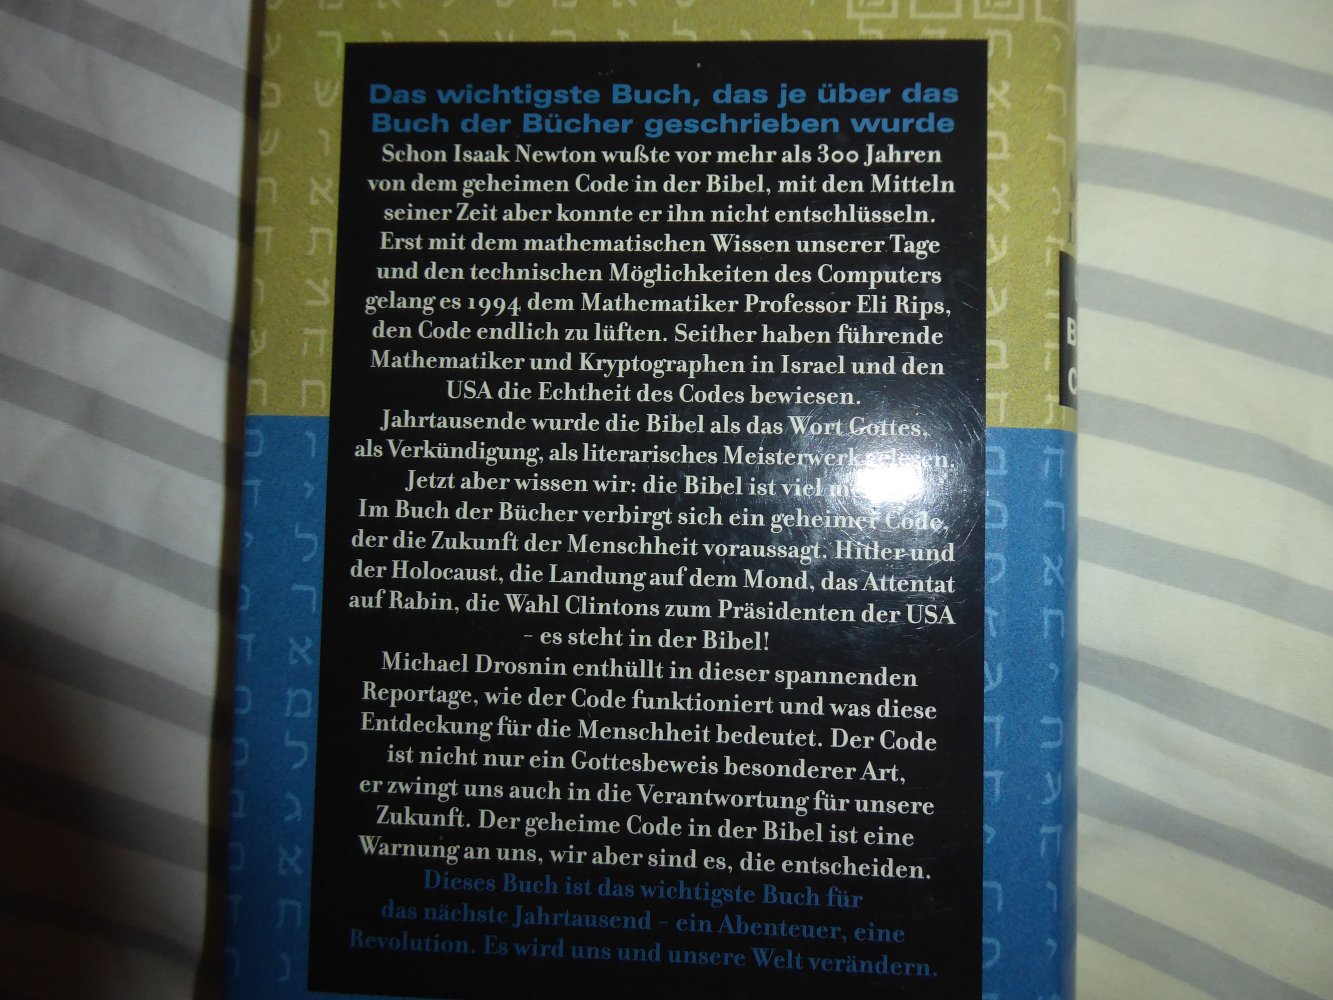 Das wichtigste Buch, das je über das
Buch der Bücher geschrieben wurde
Schon Isaak Newton wußte vor mehr als 300 Jahren
von dem geheimen Code in der Bibel, mit den Mitteln
seiner Zeit aber konnte er ihn nicht entschlüsseln.
Erst mit dem mathematischen Wissen unserer Tage
und den technischen Möglichkeiten des Computers
gelang es 1994 dem Mathematiker Professor Eli Rips,
den Code endlich zu lüften. Seither haben führende
Mathematiker und Kryptographen in Israel und den
USA die Echtheit des Codes bewiesen.
Jahrtausende wurde die Bibel als das Wort Gottes,
als Verkündigung, als literarisches Meisterwerk gelesen.
Jetzt aber wissen wir: die Bibel ist viel
Im Buch der Bücher verbirgt sich ein geheimer Code,
der die Zukunft der Menschheit voraussagt. Hitler und
der Holocaust, die Landung auf dem Mond, das Attentat
auf Rabin, die Wahl Clintons zum Präsidenten der USA
– es steht in der Bibel!
Michael Drosnin enthüllt in dieser spannenden
Reportage, wie der Code funktioniert und was diese
Entdeckung für die Menschheit bedeutet. Der Code
ist nicht nur ein Gottesbeweis besonderer Art,
er zwingt uns auch in die Verantwortung für unsere
Zukunft. Der geheime Code in der Bibel ist eine
Warnung an uns, wir aber sind es, die entscheiden.
Dieses Buch ist das wichtigste Buch für
das nächste Jahrtausend – ein Abenteuer, eine
Revolution. Es wird uns und unsere Welt verändern.